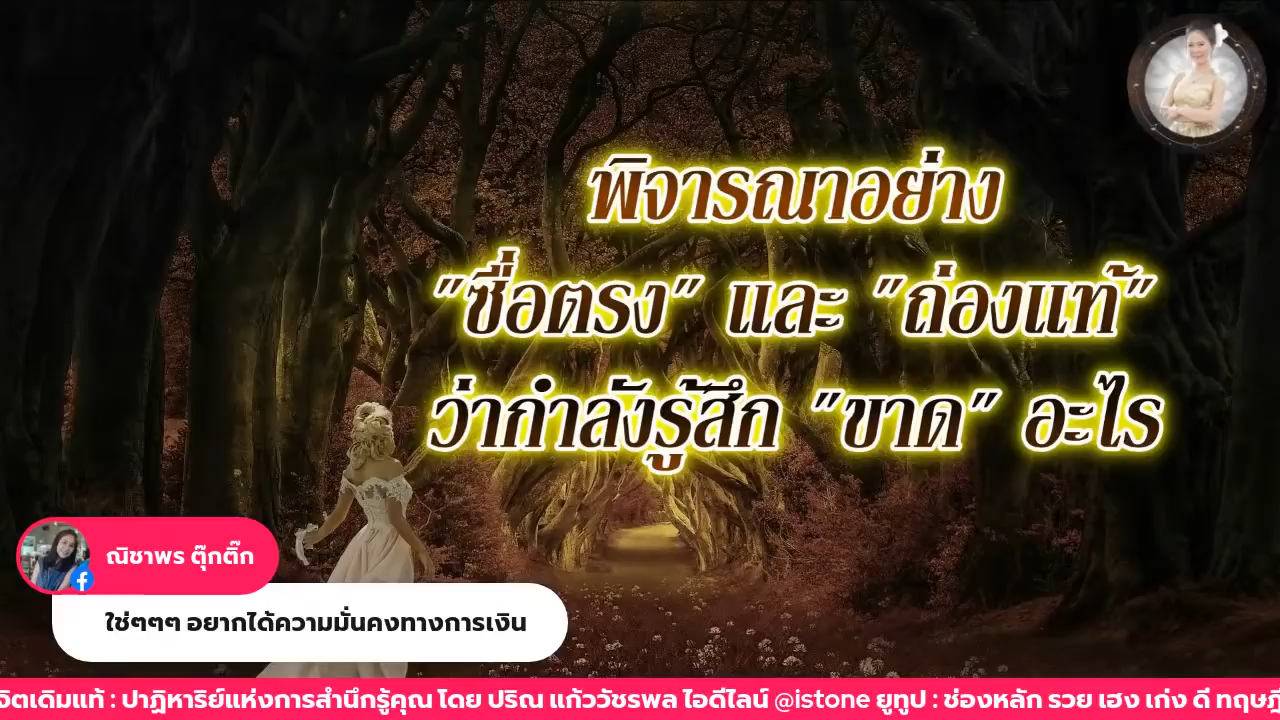 พิจารณาอย่าง
"ซื่อตรง" และ "ถ่องแท้"
ว่ากำลังรู้สึก "ขาด" อะไร
ณิชาพร ตุ๊กติ๊ก
ใช่ๆๆๆ อยากได้ความมั่นคงทางการเงิน
จิตเดิมแท้ : ปาฏิหาริย์แห่งการสำนึกรู้คุณ โดย ปริณ แก้ววัชรพล ไอดีไลน์ @istone ยูทูป : ช่องหลัก รวย เฮง เก่ง ดี ทฤษฎี